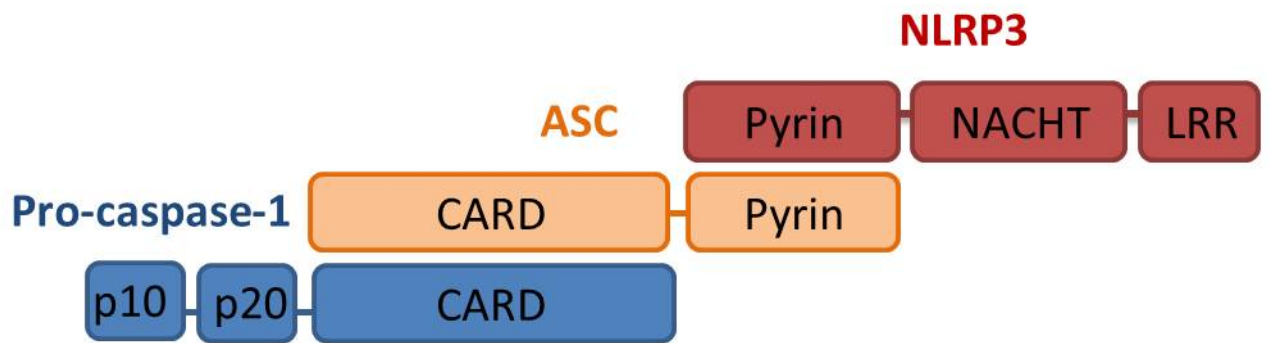 NLRP3
ASC Pyrin NACHT LRR
Pro-caspase-1 CARD Pyrin
p10 p20 CARD